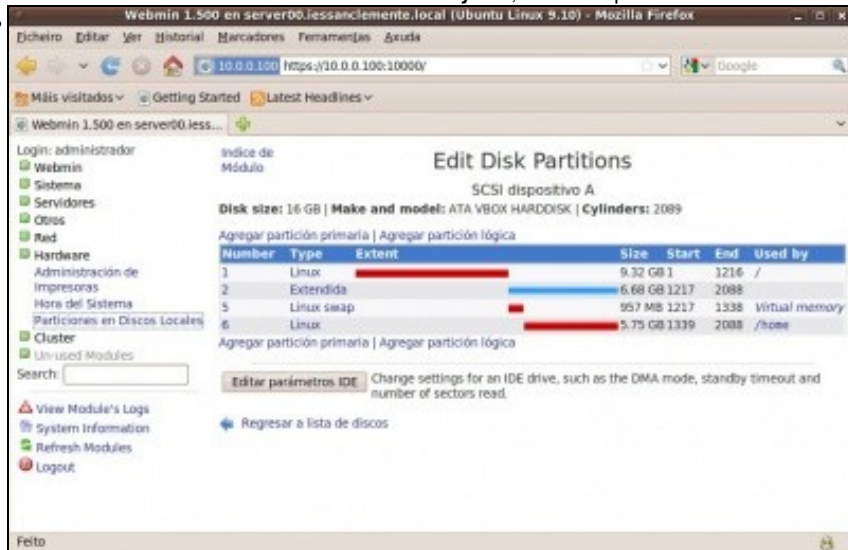 Webmin 1.500 en server00.iessanclemente.local (Ubuntu Linux 9.10) - Mozilla Firefox
Eicheiro Editar Ver Historial Marcadores Ferramentas Axuda
10.0.0.100 https://10.0.0.100:10000/ Google
Máis visitados Getting Started Latest Headlines
Webmin 1.500 en server00.iess...
Login: administrador
Webmin
Sistema
Servidores
Otros
Red
Hardware
Administración de
Impresoras
Hora del Sistema
Particiones en Discos Locales
Cluster
Un-used Modules
Search:
View Module's Logs
System Information
Refresh Modules
Logout
Indice de
Módulo
Edit Disk Partitions
SCSI dispositivo A
Disk size: 16 GB | Make and model: ATA VBOX HARDDISK | Cylinders: 2089
Agregar partición primaria | Agregar partición lógica
Number Type Extent Size Start End Used by
1 Linux 9.32 GB 1 1216 /
2 Extendida 6.68 GB 1217 2088
5 Linux swap 957 MB 1217 1338 Virtual memory
6 Linux 5.75 GB 1339 2088 /home
Agregar partición primaria | Agregar partición lógica
Editar parámetros IDE Change settings for an IDE drive, such as the DMA mode, standby timeout and
number of sectors read.
Regresar a lista de discos
Feito